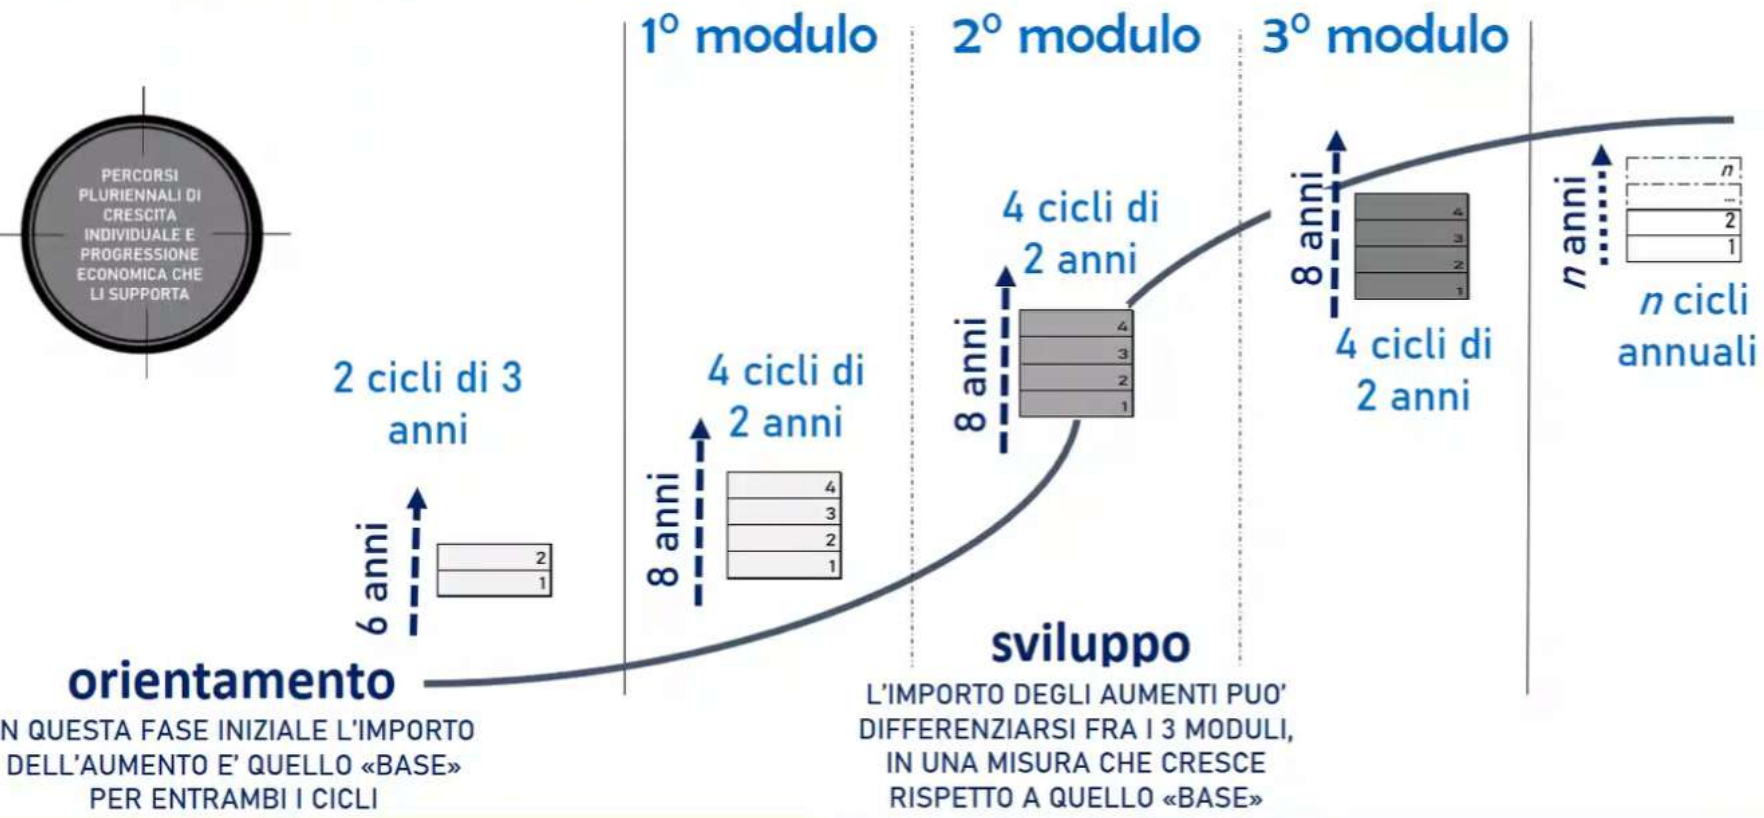 1° modulo
2° modulo
3° modulo
PERCORSI
PLURIENNALI DI
CRESCITA
INDIVIDUALE E
PROGRESSIONE
ECONOMICA CHE
LI SUPPORTA
2 cicli di 3
anni
6 anni
2
1
orientamento
N QUESTA FASE INIZIALE L'IMPORTO
DELL'AUMENTO E' QUELLO «BASE»
PER ENTRAMBI I CICLI
4 cicli di
2 anni
8 anni
4
3
2
1
4 cicli di
2 anni
8 anni
4
3
2
1
sviluppo
L'IMPORTO DEGLI AUMENTI PUO'
DIFFERENZIARSI FRA I 3 MODULI,
IN UNA MISURA CHE CRESCE
RISPETTO A QUELLO «BASE»
8 anni
4
3
2
1
4 cicli di
2 anni
n anni
n
...
2
1
n cicli
annuali